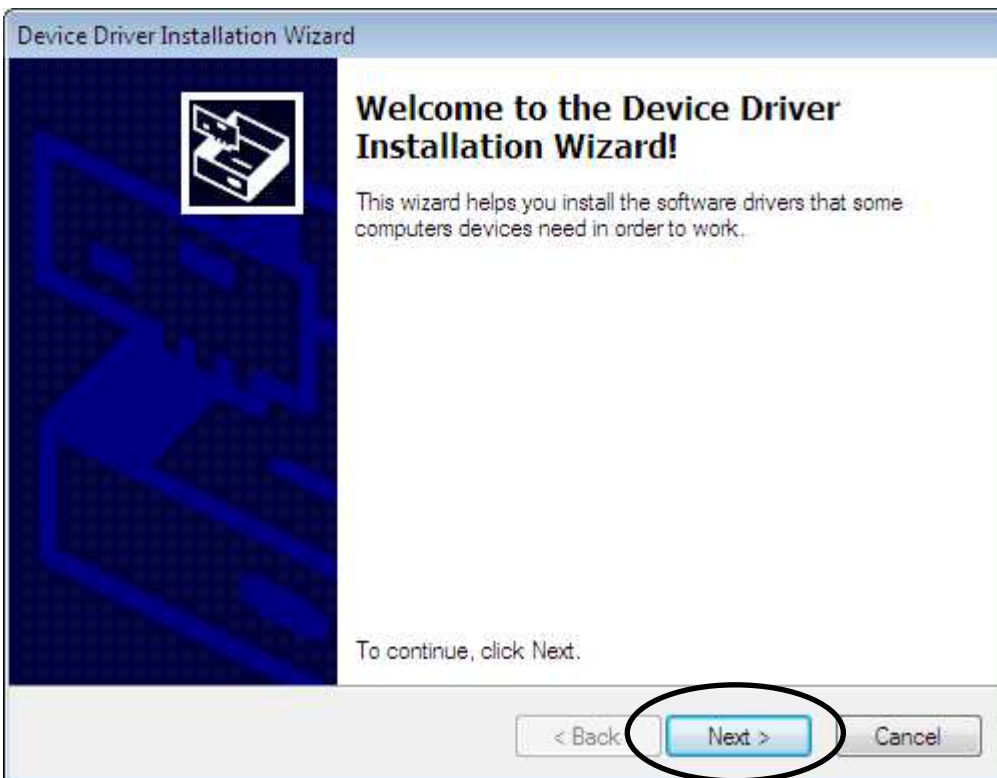 Device Driver Installation Wizard
Welcome to the Device Driver
Installation Wizard!
This wizard helps you install the software drivers that some
computers devices need in order to work.
To continue, click Next.
< Back
Next >
Cancel